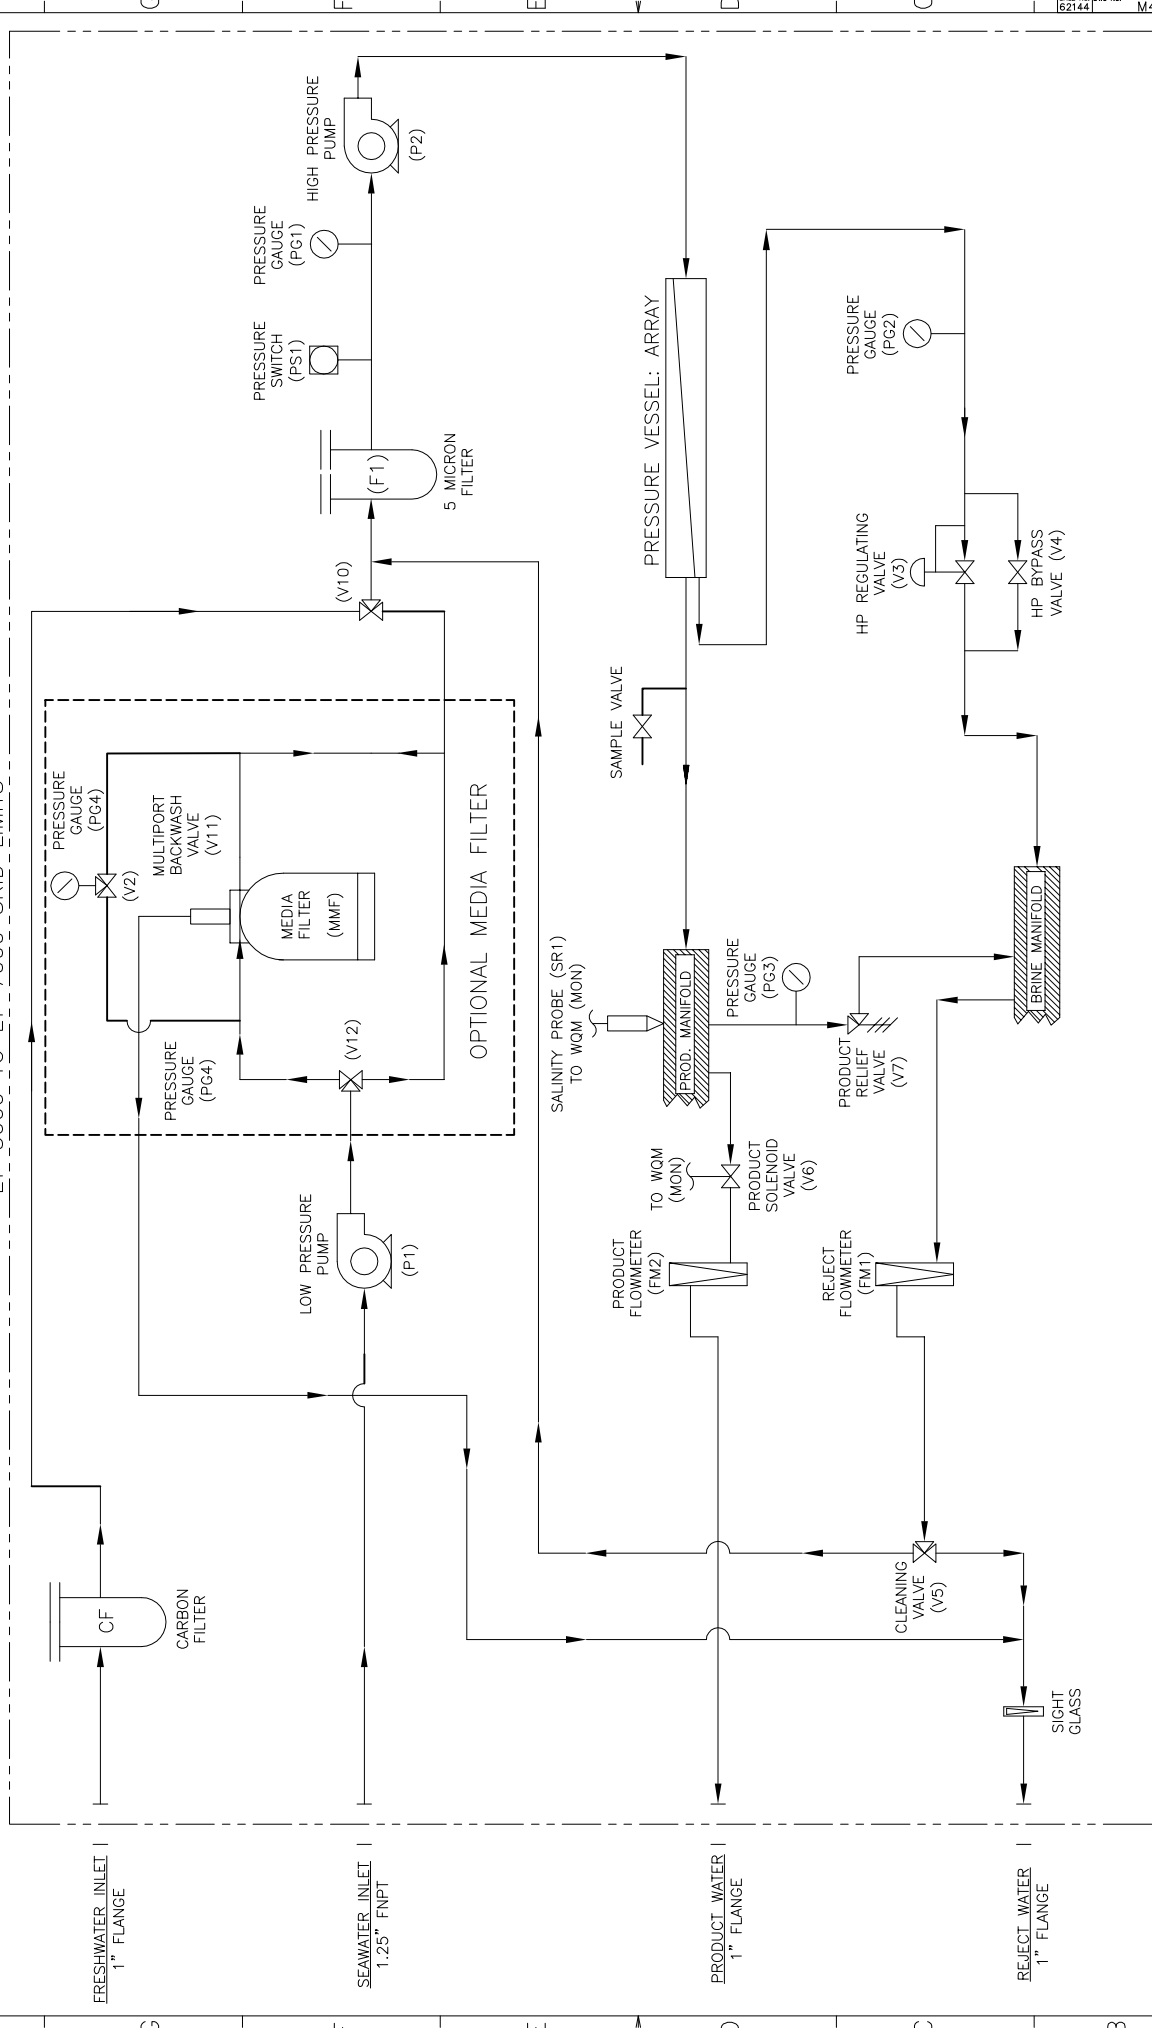 FRESHWATER INLET
1" FLANGE
CF
CARBON
FILTER
PRESSURE
GAUGE
(PG4)
(V2)
MULTIPORT
BACKWASH
VALVE
(V11)
MEDIA
FILTER
(MMF)
PRESSURE
GAUGE
(PG4)
(V12)
OPTIONAL MEDIA FILTER
SEAWATER INLET
1.25" FNPT
LOW PRESSURE
PUMP
(P1)
(V10)
(F1)
5 MICRON
FILTER
PRESSURE
SWITCH
(PS1)
PRESSURE
GAUGE
(PG1)
HIGH PRESSURE
PUMP
(P2)
PRESSURE VESSEL: ARRAY
SAMPLE VALVE
SALINITY PROBE (SR1)
TO WQM (MON)
PROD. MANIFOLD
PRESSURE
GAUGE
(PG3)
PRODUCT
RELIEF
VALVE
(V7)
TO WQM
(MON)
PRODUCT
SOLENOID
VALVE
(V6)
PRODUCT
FLOWMETER
(FM2)
PRODUCT WATER
1" FLANGE
PRESSURE
GAUGE
(PG2)
HP REGULATING
VALVE
(V3)
HP BYPASS
VALVE (V4)
BRINE MANIFOLD
REJECT
FLOWMETER
(FM1)
CLEANING
VALVE
(V5)
SIGHT
GLASS
REJECT WATER
1" FLANGE
62144